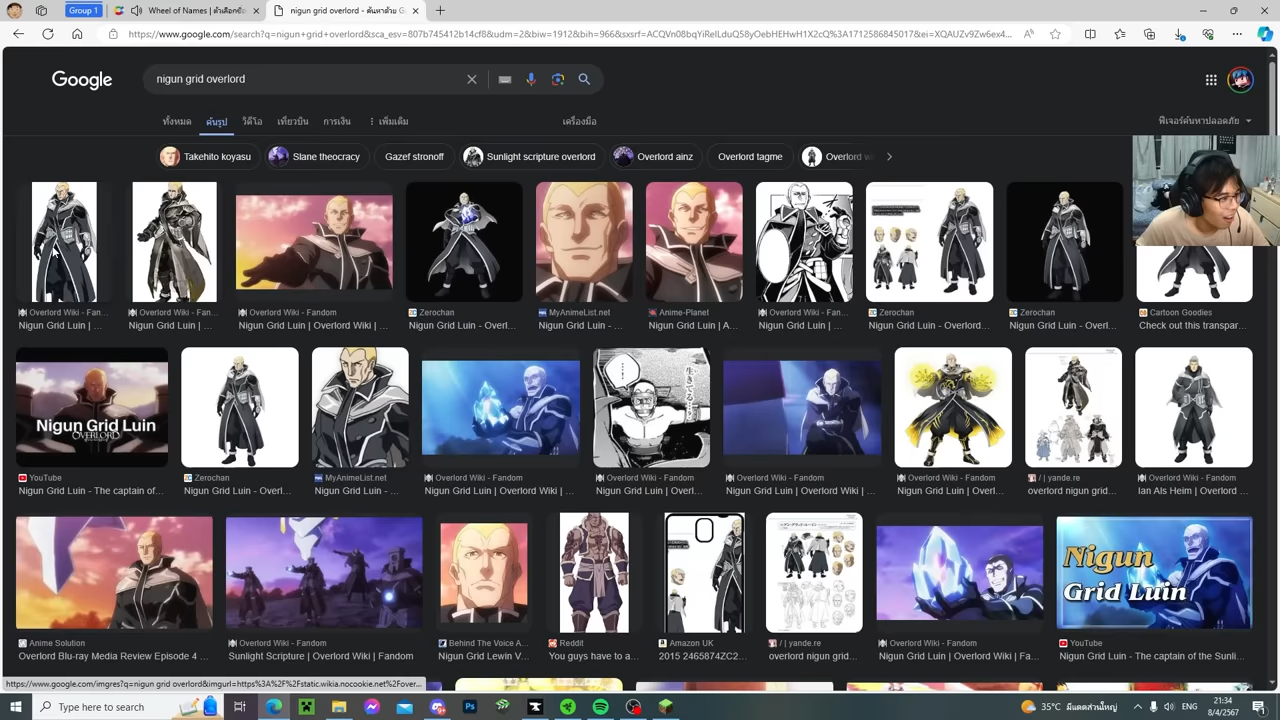 Group 1
Wheel of names | สุ่มวงล้อ
nigun grid overlord - ค้นหาด้วย G
https://www.google.com/search?q=nigun+grid+overlord&sca_esv=807b745412b14cf8&udm=2&biw=1912&bih=966&sxsrf=
Google
nigun grid overlord
ทั้งหมด ค้นรูป วิดีโอ เที่ยวบิน การเงิน เพิ่มเติม เครื่องมือ ฟีเจอร์ค้นหาปลอดภัย
Takehito koyasu Slane theocracy Gazef stronoff Sunlight scripture overlord Overlord ainz Overlord tagme Overlord
Overlord Wiki - Fan... Overlord Wiki - Fan... Overlord Wiki - Fandom Zerochan MyAnimeList.net Anime-Planet Overlord Wiki - Fa... Zerochan Zerochan Cartoon Goodies
Nigun Grid Luin | ... Nigun Grid Luin | ... Nigun Grid Luin | Overlord Wiki | ... Nigun Grid Luin - Overl... Nigun Grid Luin - ... Nigun Grid Luin | A... Nigun Grid Luin | ... Nigun Grid Luin - Overlord... Nigun Grid Luin - Overl... Check out this transpar...
Nigun Grid Luin
OVERLORD
YouTube Zerochan MyAnimeList.net Overlord Wiki - Fandom Overlord Wiki - Fandom Overlord Wiki - Fandom Overlord Wiki - Fandom / | yande.re Overlord Wiki - Fandom
Nigun Grid Luin - The captain of... Nigun Grid Luin - Overl... Nigun Grid Luin - ... Nigun Grid Luin | Overlord Wiki | ... Nigun Grid Luin | Overl... Nigun Grid Luin | Overlord Wiki | ... Nigun Grid Luin | Overl... overlord nigun grid... Ian Als Heim | Overlord ...
Nigun
Grid Luin
Anime Solution Overlord Wiki - Fandom Behind The Voice A... Reddit Amazon UK / | yande.re Overlord Wiki - Fandom YouTube
Overlord Blu-ray Media Review Episode 4 ... Sunlight Scripture | Overlord Wiki | Fandom Nigun Grid Lewin V... You guys have to a... 2015 2465874ZC2... overlord nigun grid... Nigun Grid Luin | Overlord Wiki | Fa... Nigun Grid Luin - The captain of the Sunli...
https://www.google.com/imgres?q=nigun grid overlord&imgurl=https%3A%2F%2Fstatic.wikia.nocookie.net%2Fover...
Type here to search 35°C มีแดดส่วนใหญ่ ENG 21:34
8/4/2567